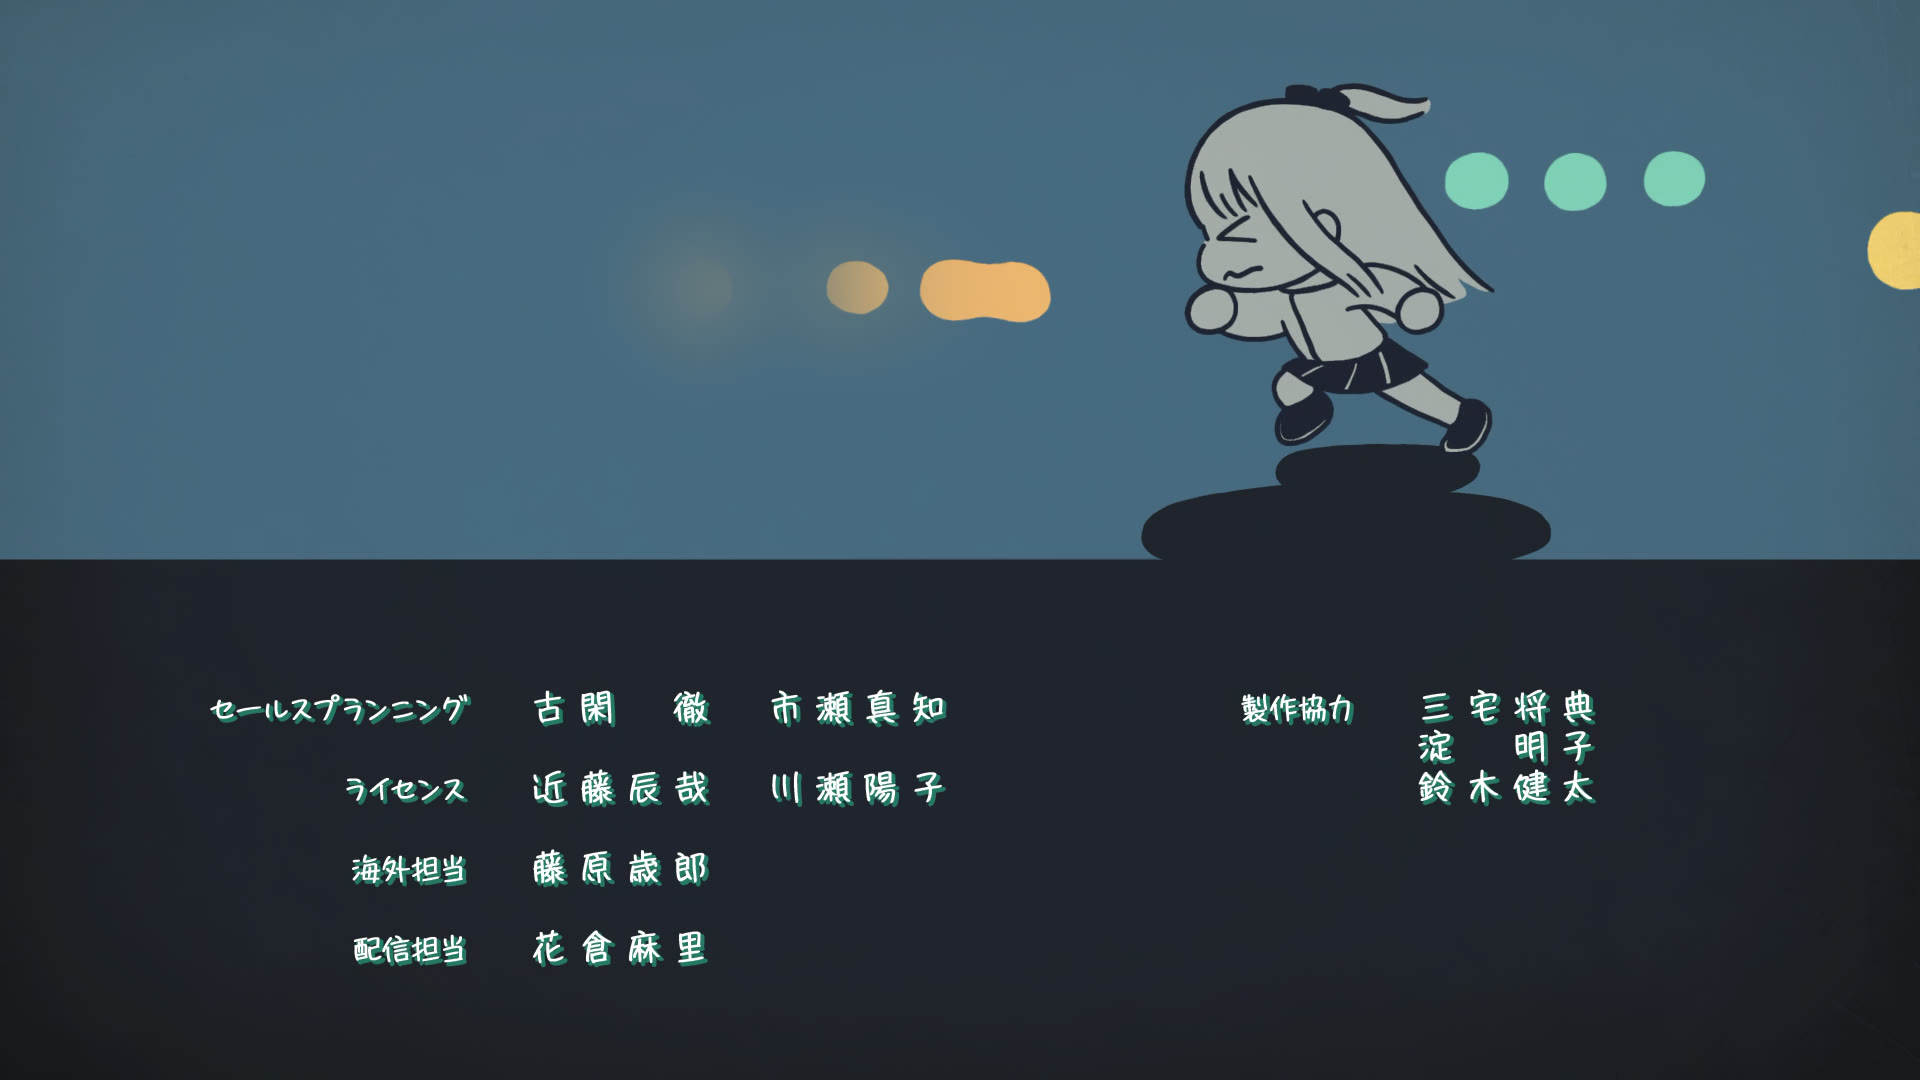 セールスプランニング 古閑 徹 市瀬真知
ライセンス 近藤辰哉 川瀬陽子
海外担当 藤原歳郎
配信担当 花倉麻里
製作協力 三宅将典
淀 明子
鈴木健太